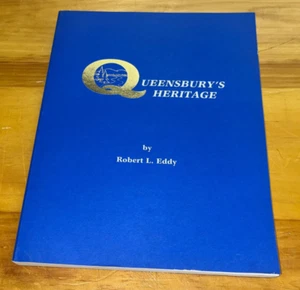 QUEENSBURY'S
HERITAGE
by
Robert L. Eddy